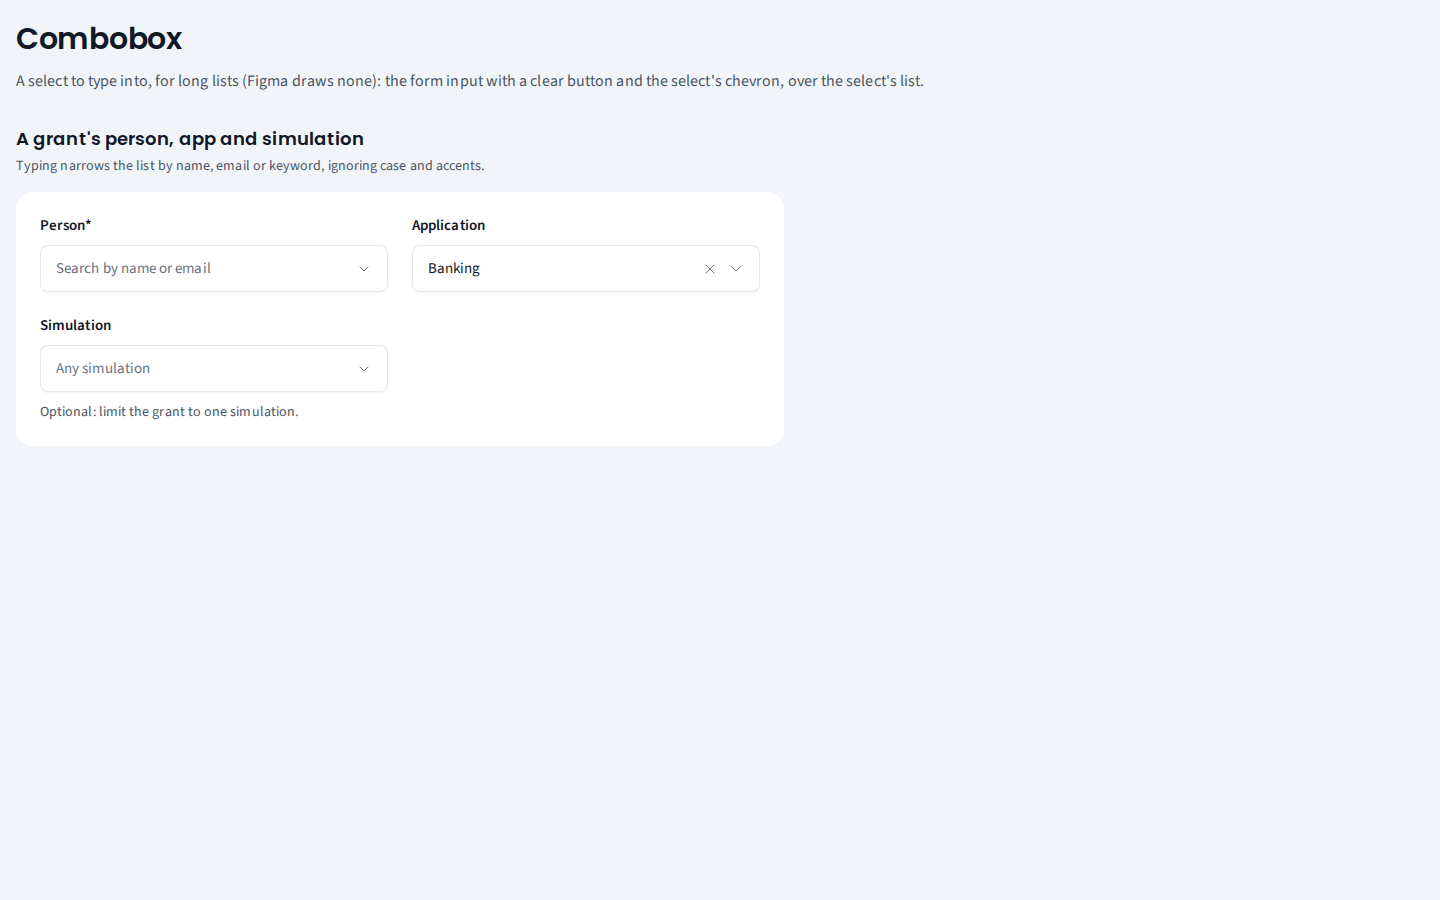 Combobox
A select to type into, for long lists (Figma draws none): the form input with a clear button and the select's chevron, over the select's list.
A grant's person, app and simulation
Typing narrows the list by name, email or keyword, ignoring case and accents.
Person*
Application
Search by name or email
Banking
Simulation
Any simulation
Optional: limit the grant to one simulation.